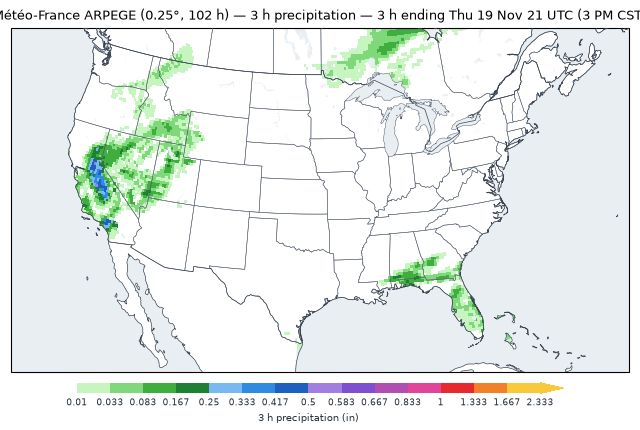 Météo-France ARPEGE (0.25°, 102 h) — 3 h precipitation — 3 h ending Thu 19 Nov 21 UTC (3 PM CST
0.01 0.033 0.083 0.167 0.25 0.333 0.417 0.5 0.583 0.667 0.833 1 1.333 1.667 2.333
3 h precipitation (in)